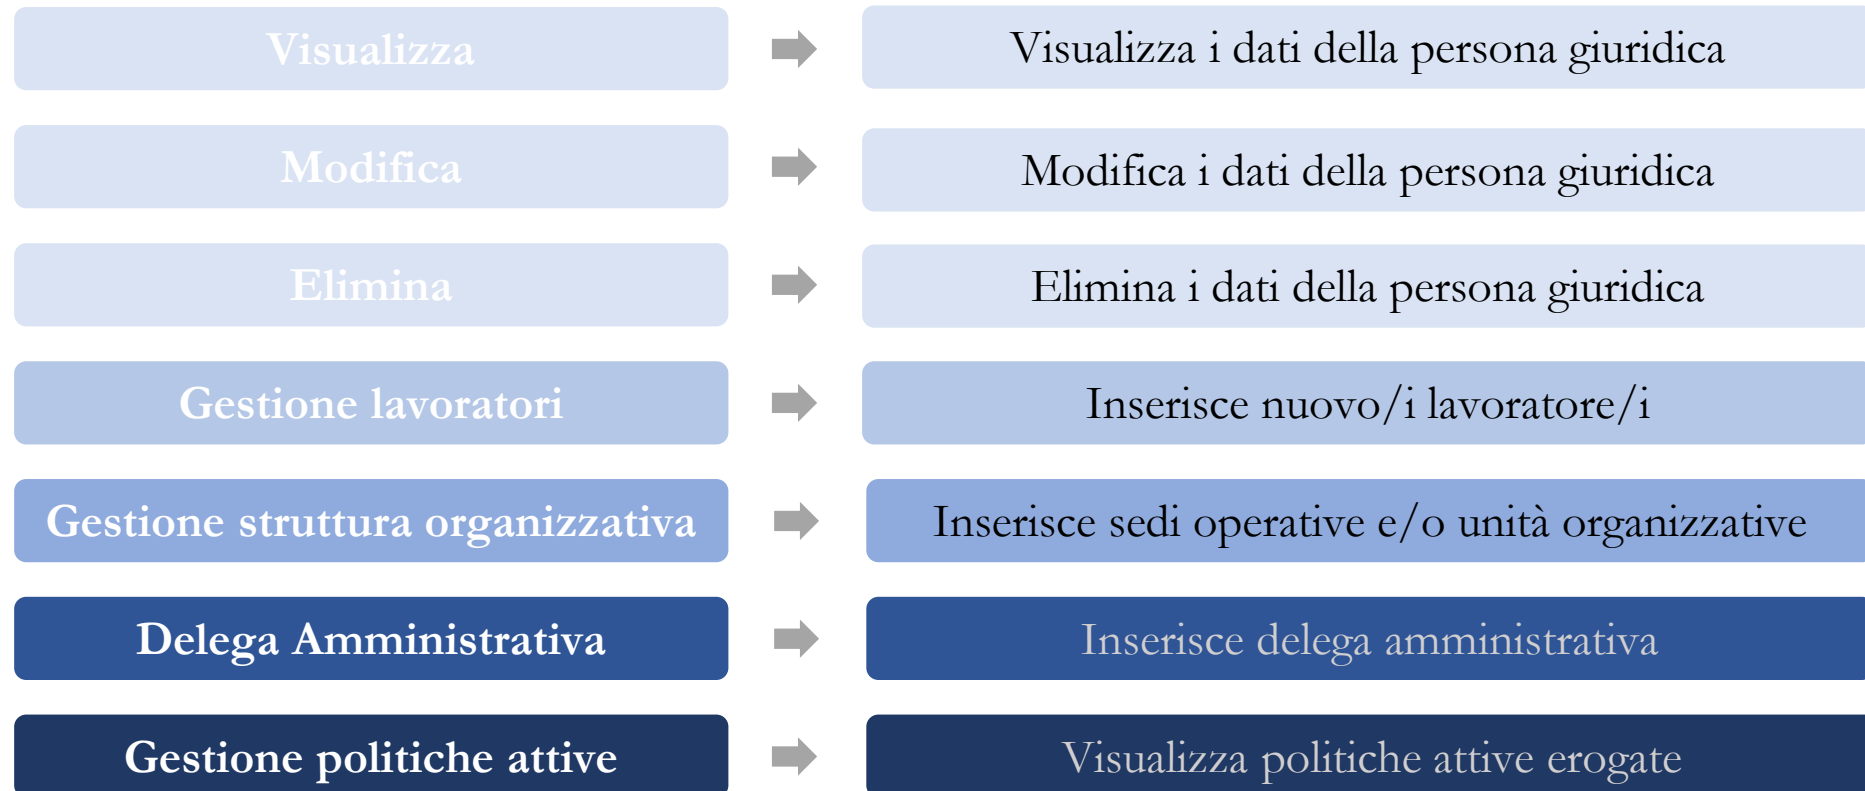 Visualizza
Visualizza i dati della persona giuridica
Modifica
Modifica i dati della persona giuridica
Elimina
Elimina i dati della persona giuridica
Gestione lavoratori
Inserisce nuovo/i lavoratore/i
Gestione struttura organizzativa
Inserisce sedi operative e/o unità organizzative
Delega Amministrativa
Inserisce delega amministrativa
Gestione politiche attive
Visualizza politiche attive erogate